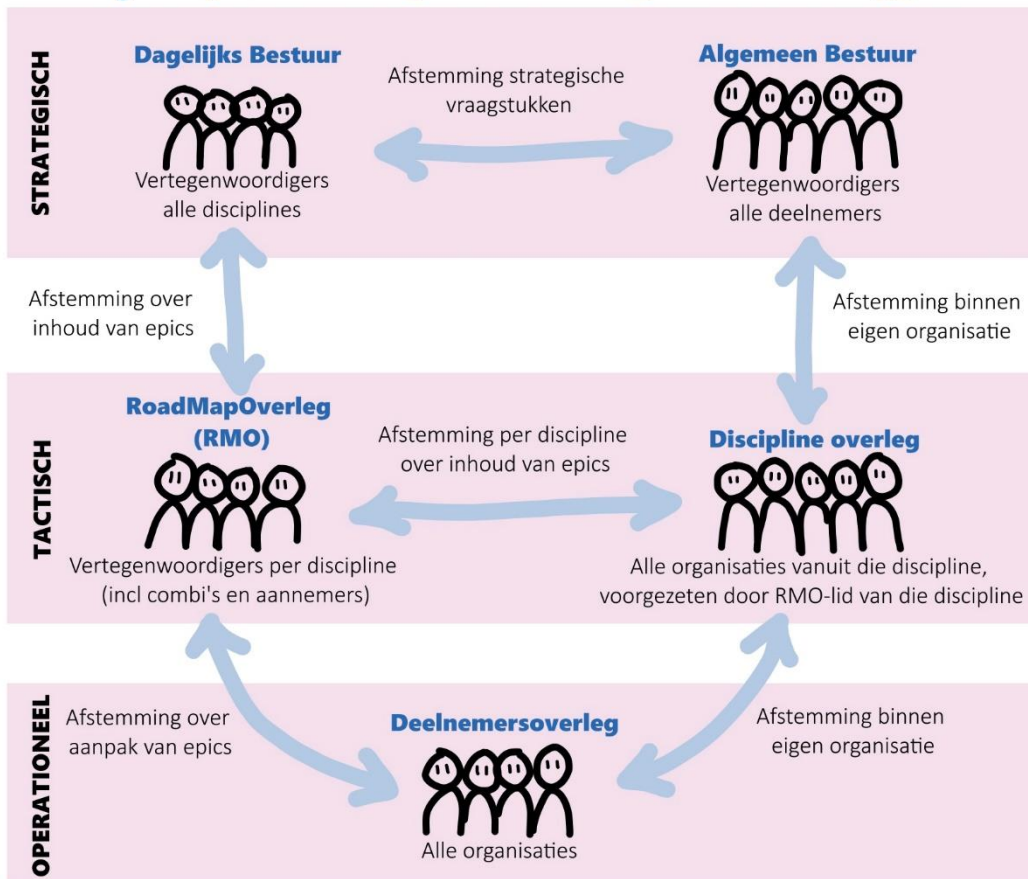 STRATEGISCH
Dagelijks Bestuur
Vertegenwoordigers
alle disciplines
Afstemming strategische
vraagstukken
Algemeen Bestuur
Vertegenwoordigers
alle deelnemers
Afstemming over
inhoud van epics
Afstemming binnen
eigen organisatie
TACTISCH
RoadMapOverleg
(RMO)
Vertegenwoordigers per discipline
(incl combi's en aannemers)
Afstemming per discipline
over inhoud van epics
Discipline overleg
Alle organisaties vanuit die discipline,
voorgezeten door RMO-lid van die discipline
OPERATIONEEL
Afstemming over
aanpak van epics
Deelnemersoverleg
Alle organisaties
Afstemming binnen
eigen organisatie